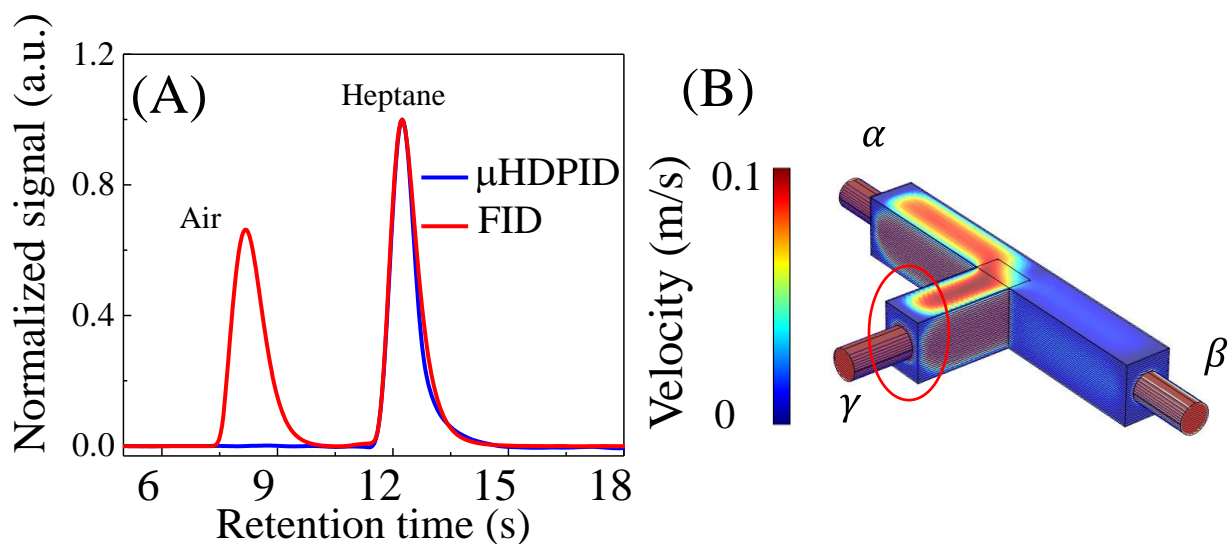 (A)
Normalized signal (a.u.)
1.2
0.8
0.4
0.0
Air
Heptane
μHDPID
FID
6 9 12 15 18
Retention time (s)
(B)
Velocity (m/s)
0.1
0
α
β
γ